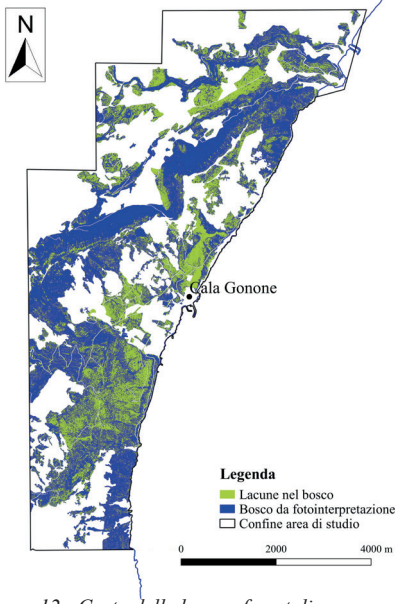 N
Cala Gonone
Legenda
Lacune nel bosco
Bosco da fotointerpretazione
Confine area di studio
0 2000 4000 m